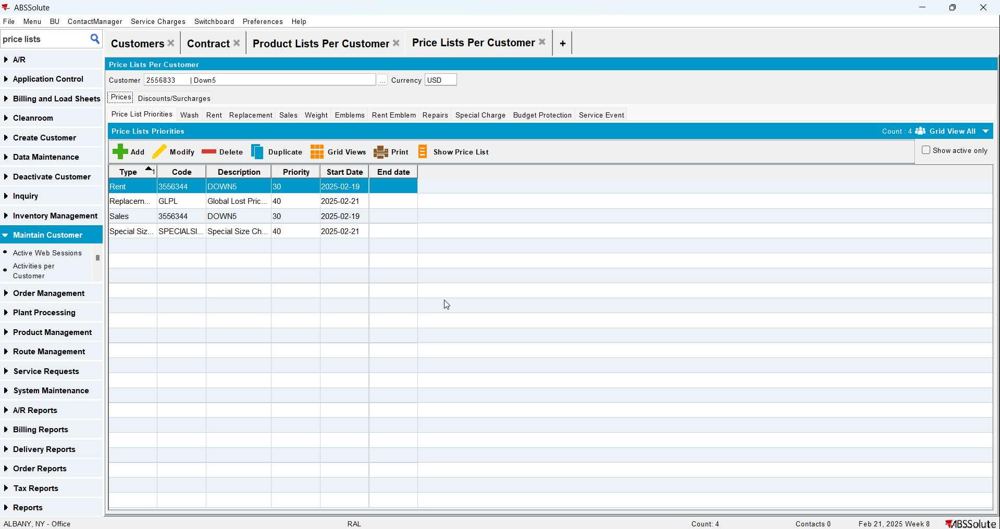 ABSSolute
File Menu BU ContactManager Service Charges Switchboard Preferences Help
price lists
Customers Contract Product Lists Per Customer Price Lists Per Customer +
A/R
Application Control
Billing and Load Sheets
Cleanroom
Create Customer
Data Maintenance
Deactivate Customer
Inquiry
Inventory Management
Maintain Customer
Active Web Sessions
Activities per
Customer
Order Management
Plant Processing
Product Management
Route Management
Service Requests
System Maintenance
A/R Reports
Billing Reports
Delivery Reports
Order Reports
Tax Reports
Reports
Price Lists Per Customer
Customer 2556833 | Down5 ... Currency USD
Prices Discounts/Surcharges
Price List Priorities Wash Rent Replacement Sales Weight Emblems Rent Emblem Repairs Special Charge Budget Protection Service Event
Price Lists Priorities Count : 4 Grid View All
Add Modify Delete Duplicate Grid Views Print Show Price List Show active only
Type 1 Code Description Priority Start Date End date
Rent 3556344 DOWN5 30 2025-02-19
Replacem... GLPL Global Lost Pric... 40 2025-02-21
Sales 3556344 DOWN5 30 2025-02-19
Special Siz... SPECIALSI... Special Size Ch... 40 2025-02-21
ALBANY, NY - Office RAL Count: 4 Contacts 0 Feb 21, 2025 Week 8 ABSSolute